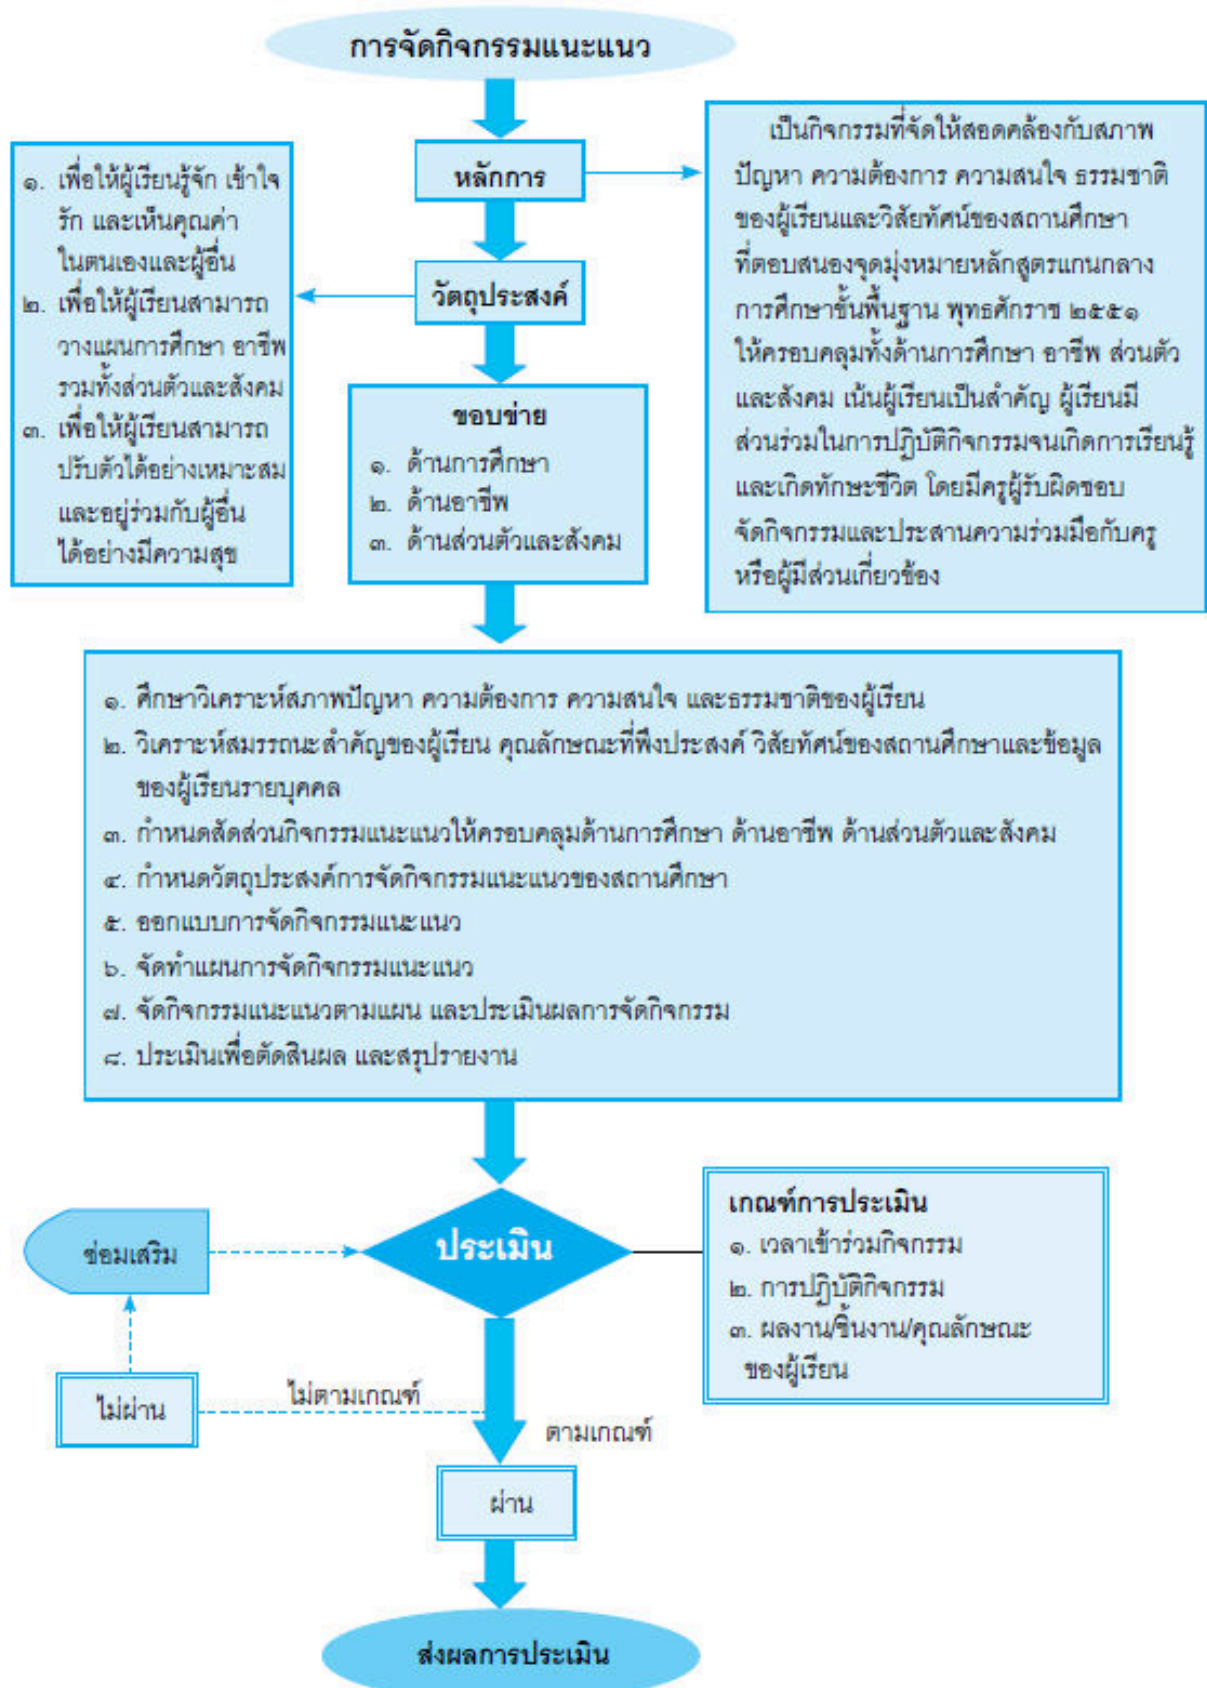 การจัดกิจกรรมแนะแนว
หลักการ
เป็นกิจกรรมที่จัดให้สอดคล้องกับสภาพ
ปัญหา ความต้องการ ความสนใจ ธรรมชาติ
ของผู้เรียนและวิสัยทัศน์ของสถานศึกษา
ที่ตอบสนองจุดมุ่งหมายหลักสูตรแกนกลาง
การศึกษาขั้นพื้นฐาน พุทธศักราช ๒๕๕๑
ให้ครอบคลุมทั้งด้านการศึกษา อาชีพ ส่วนตัว
และสังคม เน้นผู้เรียนเป็นสำคัญ ผู้เรียนมี
ส่วนร่วมในการปฏิบัติกิจกรรมจนเกิดการเรียนรู้
และเกิดทักษะชีวิต โดยมีครูผู้รับผิดชอบ
จัดกิจกรรมและประสานความร่วมมือกับครู
หรือผู้มีส่วนเกี่ยวข้อง
วัตถุประสงค์
๑. เพื่อให้ผู้เรียนรู้จัก เข้าใจ
รัก และเห็นคุณค่า
ในตนเองและผู้อื่น
๒. เพื่อให้ผู้เรียนสามารถ
วางแผนการศึกษา อาชีพ
รวมทั้งส่วนตัวและสังคม
๓. เพื่อให้ผู้เรียนสามารถ
ปรับตัวได้อย่างเหมาะสม
และอยู่ร่วมกับผู้อื่น
ได้อย่างมีความสุข
ขอบข่าย
๑. ด้านการศึกษา
๒. ด้านอาชีพ
๓. ด้านส่วนตัวและสังคม
๑. ศึกษาวิเคราะห์สภาพปัญหา ความต้องการ ความสนใจ และธรรมชาติของผู้เรียน
๒. วิเคราะห์สมรรถนะสำคัญของผู้เรียน คุณลักษณะที่พึงประสงค์ วิสัยทัศน์ของสถานศึกษาและข้อมูล
ของผู้เรียนรายบุคคล
๓. กำหนดสัดส่วนกิจกรรมแนะแนวให้ครอบคลุมด้านการศึกษา ด้านอาชีพ ด้านส่วนตัวและสังคม
๔. กำหนดวัตถุประสงค์การจัดกิจกรรมแนะแนวของสถานศึกษา
๕. ออกแบบการจัดกิจกรรมแนะแนว
๖. จัดทำแผนการจัดกิจกรรมแนะแนว
๗. จัดกิจกรรมแนะแนวตามแผน และประเมินผลการจัดกิจกรรม
๘. ประเมินเพื่อตัดสินผล และสรุปรายงาน
ประเมิน
เกณฑ์การประเมิน
๑. เวลาเข้าร่วมกิจกรรม
๒. การปฏิบัติกิจกรรม
๓. ผลงาน/ชิ้นงาน/คุณลักษณะ
ของผู้เรียน
ซ่อมเสริม
ไม่ผ่าน
ไม่ตามเกณฑ์
ตามเกณฑ์
ผ่าน
ส่งผลการประเมิน